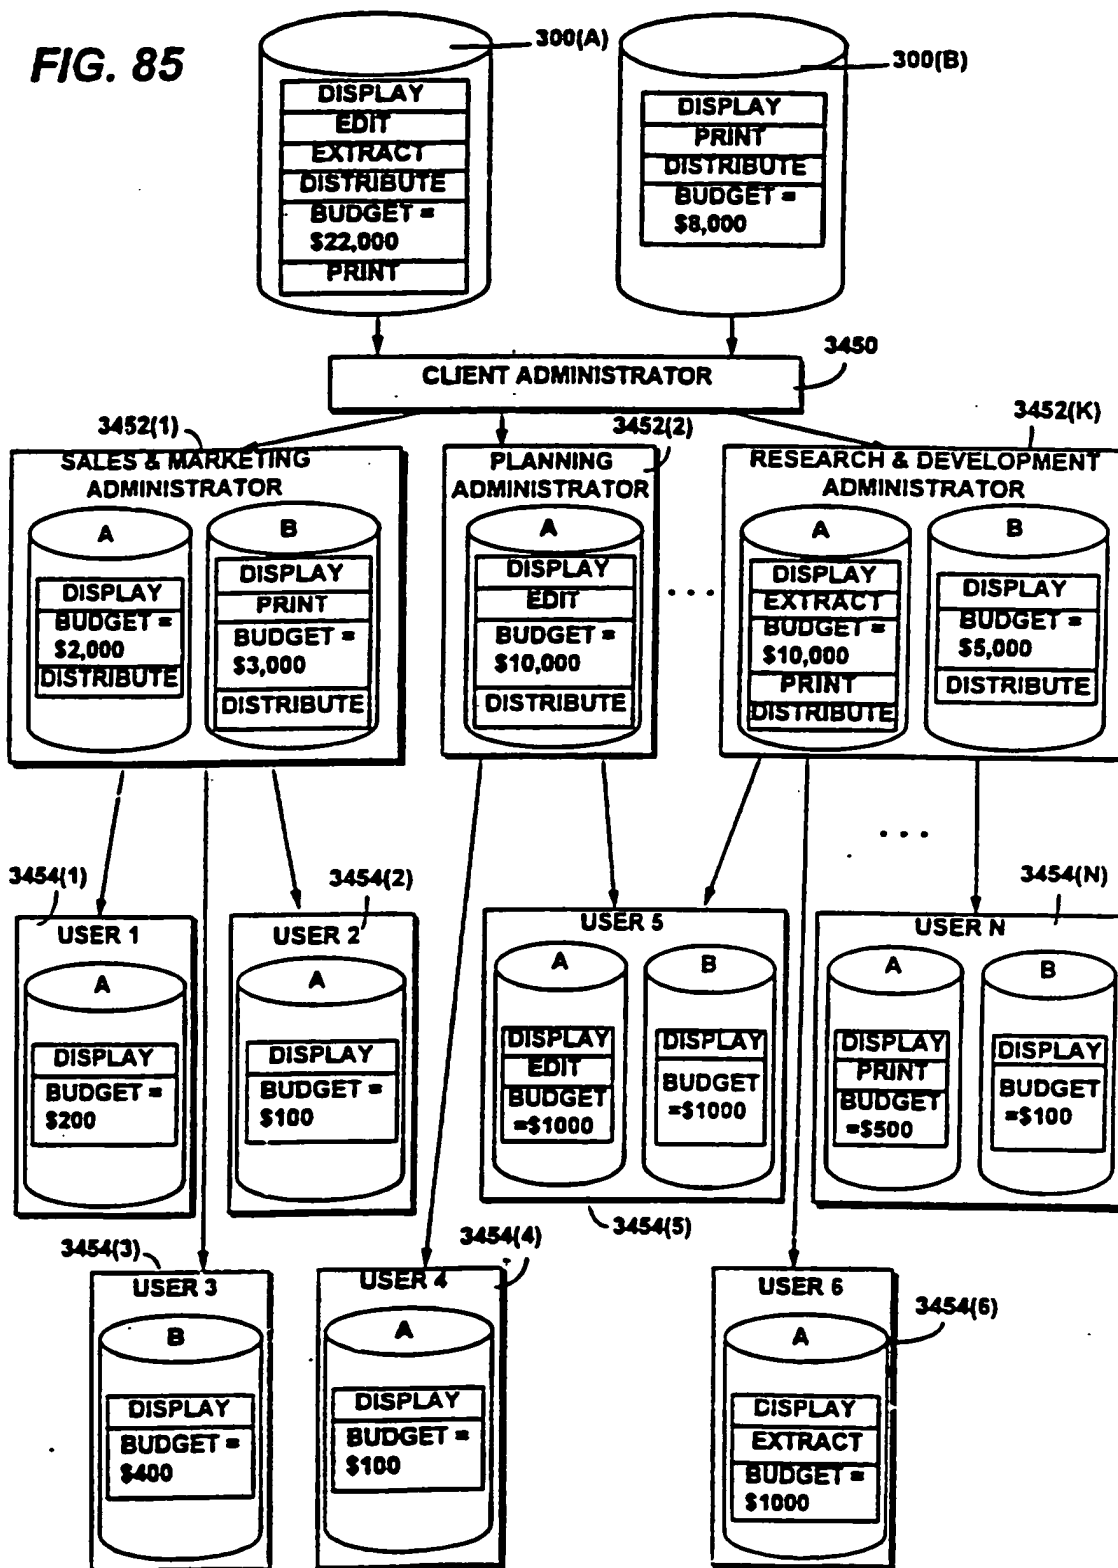 FIG. 85
300(A)
DISPLAY
EDIT
EXTRACT
DISTRIBUTE
BUDGET =
$22,000
PRINT
300(B)
DISPLAY
PRINT
DISTRIBUTE
BUDGET =
$8,000
3450
CLIENT ADMINISTRATOR
3452(1)
SALES & MARKETING
ADMINISTRATOR
A
DISPLAY
BUDGET =
$2,000
DISTRIBUTE
B
DISPLAY
PRINT
BUDGET =
$3,000
DISTRIBUTE
3452(2)
PLANNING
ADMINISTRATOR
A
DISPLAY
EDIT
BUDGET =
$10,000
DISTRIBUTE
. . .
3452(K)
RESEARCH & DEVELOPMENT
ADMINISTRATOR
A
DISPLAY
EXTRACT
BUDGET =
$10,000
PRINT
DISTRIBUTE
B
DISPLAY
BUDGET =
$5,000
DISTRIBUTE
. . .
3454(1)
USER 1
A
DISPLAY
BUDGET =
$200
3454(2)
USER 2
A
DISPLAY
BUDGET =
$100
USER 5
A
DISPLAY
EDIT
BUDGET
=$1000
B
DISPLAY
BUDGET
=$1000
3454(5)
3454(N)
USER N
A
DISPLAY
PRINT
BUDGET
=$500
B
DISPLAY
BUDGET
=$100
3454(3)
USER 3
B
DISPLAY
BUDGET =
$400
3454(4)
USER 4
A
DISPLAY
BUDGET =
$100
USER 6
3454(6)
A
DISPLAY
EXTRACT
BUDGET =
$1000